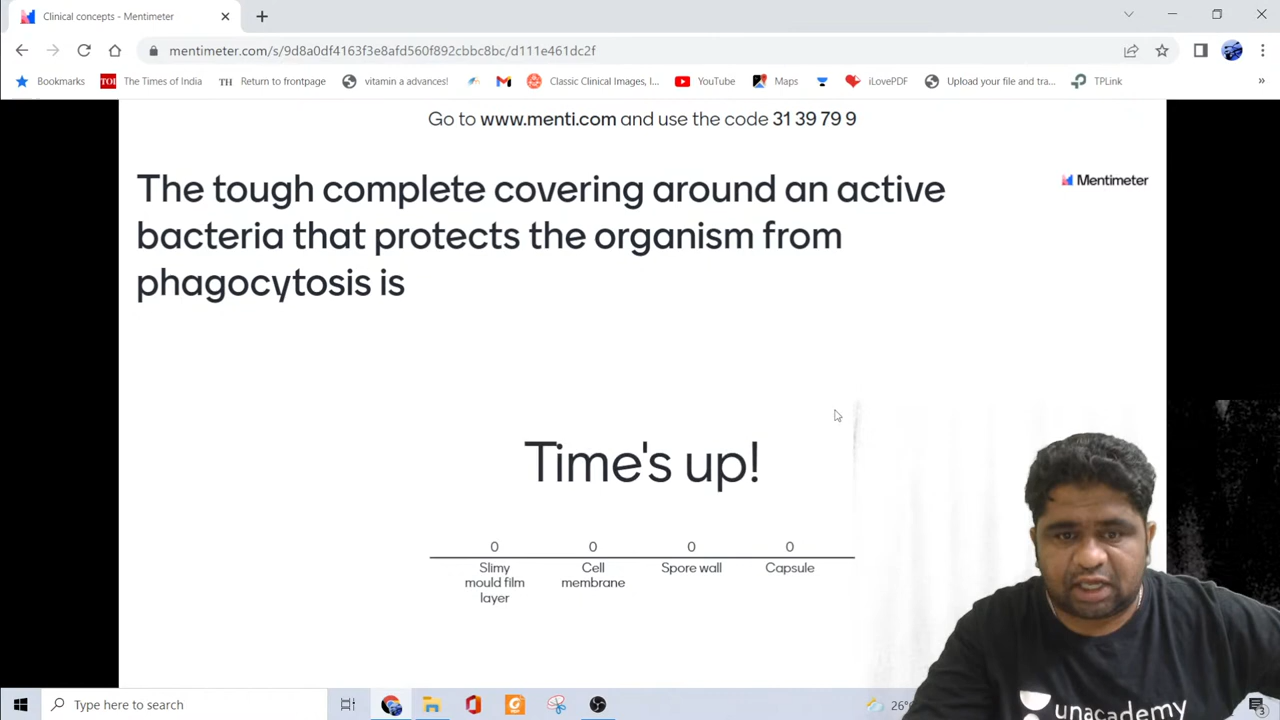 Clinical concepts - Mentimeter
mentimeter.com/s/9d8a0df4163f3e8afd560f892cbbc8bc/d111e461dc2f
Bookmarks TOI The Times of India TH Return to frontpage vitamin a advances! Classic Clinical Images, I... YouTube Maps iLovePDF Upload your file and tra... TPLink »
Go to www.menti.com and use the code 31 39 79 9
Mentimeter
The tough complete covering around an active
bacteria that protects the organism from
phagocytosis is
Time's up!
0 0 0 0
Slimy mould film layer
Cell membrane
Spore wall
Capsule
unacademy
Type here to search
26°
3